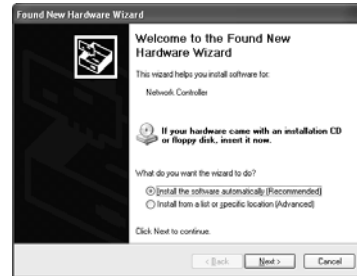 Found New Hardware Wizard
Welcome to the Found New
Hardware Wizard
This wizard helps you install software for:
Network Controller
If your hardware came with an installation CD
or floppy disk, insert it now.
What do you want the wizard to do?
Install the software automatically (Recommended)
Install from a list or specific location (Advanced)
Click Next to continue.
< Back
Next >
Cancel